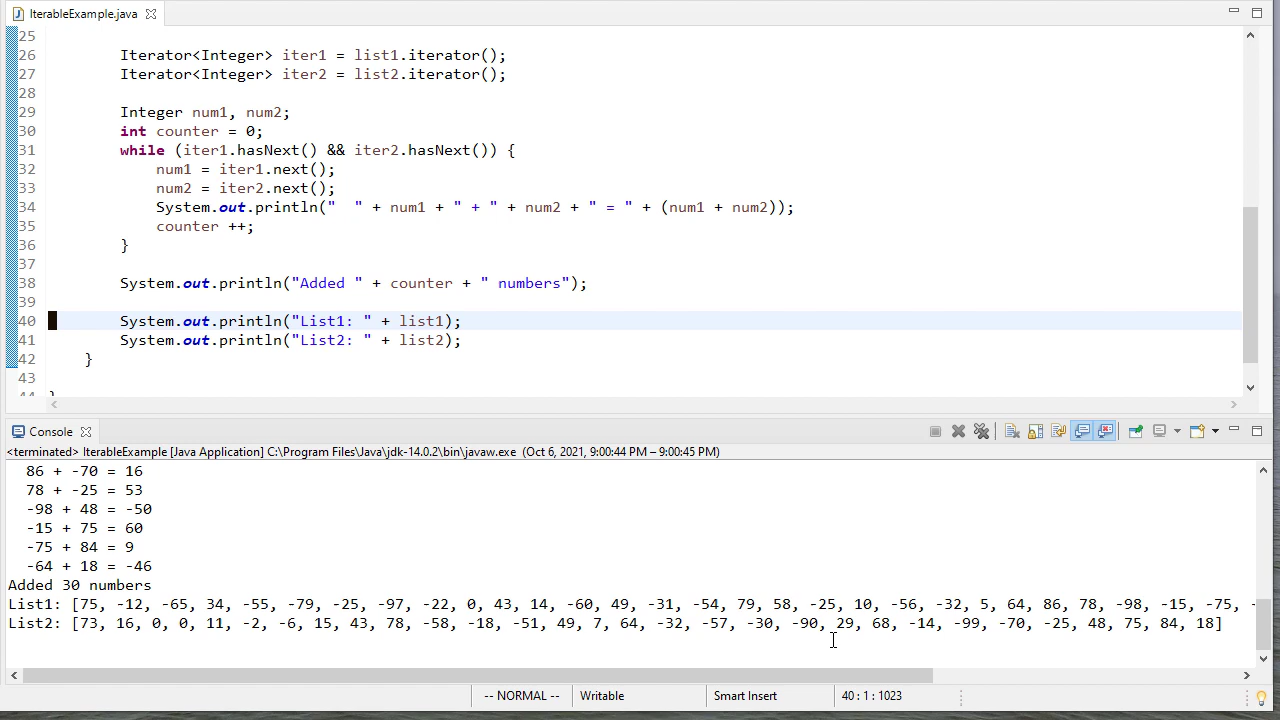 IterableExample.java
25
26 Iterator<Integer> iter1 = list1.iterator();
27 Iterator<Integer> iter2 = list2.iterator();
28
29 Integer num1, num2;
30 int counter = 0;
31 while (iter1.hasNext() && iter2.hasNext()) {
32 num1 = iter1.next();
33 num2 = iter2.next();
34 System.out.println("  " + num1 + " + " + num2 + " = " + (num1 + num2));
35 counter ++;
36 }
37
38 System.out.println("Added " + counter + " numbers");
39
40 System.out.println("List1: " + list1);
41 System.out.println("List2: " + list2);
42 }
43
Console
<terminated> IterableExample [Java Application] C:\Program Files\Java\jdk-14.0.2\bin\javaw.exe (Oct 6, 2021, 9:00:44 PM – 9:00:45 PM)
86 + -70 = 16
78 + -25 = 53
-98 + 48 = -50
-15 + 75 = 60
-75 + 84 = 9
-64 + 18 = -46
Added 30 numbers
List1: [75, -12, -65, 34, -55, -79, -25, -97, -22, 0, 43, 14, -60, 49, -31, -54, 79, 58, -25, 10, -56, -32, 5, 64, 86, 78, -98, -15, -75, -
List2: [73, 16, 0, 0, 11, -2, -6, 15, 43, 78, -58, -18, -51, 49, 7, 64, -32, -57, -30, -90, 29, 68, -14, -99, -70, -25, 48, 75, 84, 18]
-- NORMAL -- Writable Smart Insert 40 : 1 : 1023